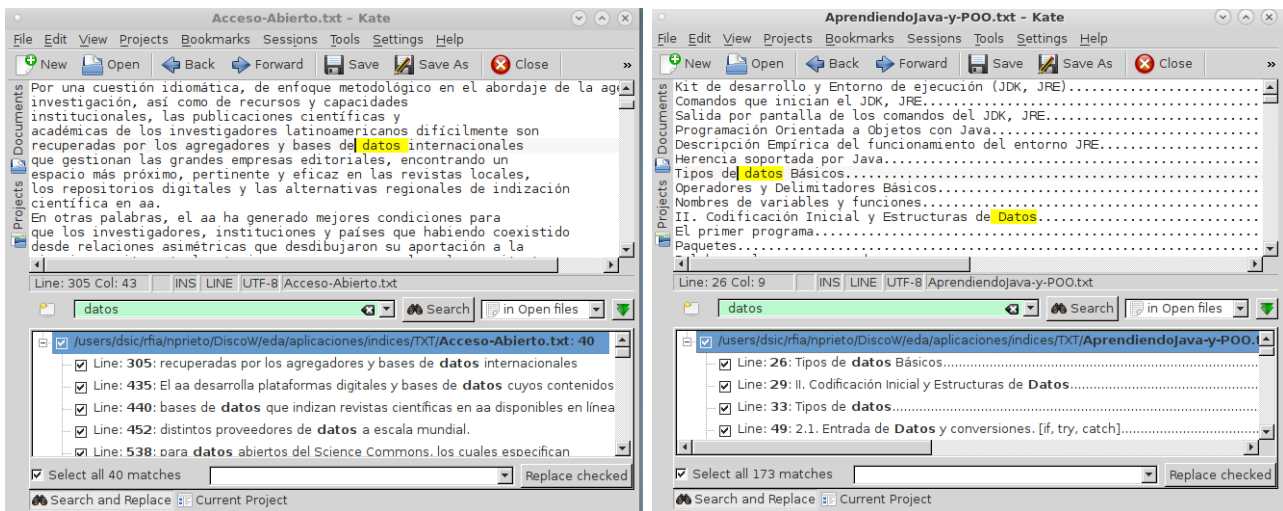 Acceso-Abierto.txt – Kate
File Edit View Projects Bookmarks Sessions Tools Settings Help
New Open Back Forward Save Save As Close »
Documents
Projects
Por una cuestión idiomática, de enfoque metodológico en el abordaje de la
investigación, así como de recursos y capacidades
institucionales, las publicaciones científicas y
académicas de los investigadores latinoamericanos difícilmente son
recuperadas por los agregadores y bases de datos internacionales
que gestionan las grandes empresas editoriales, encontrando un
espacio más próximo, pertinente y eficaz en las revistas locales,
los repositorios digitales y las alternativas regionales de indización
científica en aa.
En otras palabras, el aa ha generado mejores condiciones para
que los investigadores, instituciones y países que habiendo coexistido
desde relaciones asimétricas que desdibujaron su aportación a la
Line: 305 Col: 43 INS LINE UTF-8 Acceso-Abierto.txt
datos Search in Open files
/users/dsic/rfia/nprieto/DiscoW/eda/aplicaciones/indices/TXT/Acceso-Abierto.txt: 40
Line: 305: recuperadas por los agregadores y bases de datos internacionales
Line: 435: El aa desarrolla plataformas digitales y bases de datos cuyos contenidos
Line: 440: bases de datos que indizan revistas científicas en aa disponibles en línea
Line: 452: distintos proveedores de datos a escala mundial.
Line: 538: para datos abiertos del Science Commons, los cuales especifican
Select all 40 matches Replace checked
Search and Replace Current Project
AprendiendoJava-y-POO.txt – Kate
File Edit View Projects Bookmarks Sessions Tools Settings Help
New Open Back Forward Save Save As Close »
Documents
Projects
Kit de desarrollo y Entorno de ejecución (JDK, JRE)........................
Comandos que inician el JDK, JRE...........................................
Salida por pantalla de los comandos del JDK, JRE...........................
Programación Orientada a Objetos con Java..................................
Descripción Empírica del funcionamiento del entorno JRE....................
Herencia soportada por Java................................................
Tipos de datos Básicos.....................................................
Operadores y Delimitadores Básicos.........................................
Nombres de variables y funciones...........................................
II. Codificación Inicial y Estructuras de Datos............................
El primer programa.........................................................
Paquetes...................................................................
Line: 26 Col: 9 INS LINE UTF-8 AprendiendoJava-y-POO.txt
datos Search in Open files
/users/dsic/rfia/nprieto/DiscoW/eda/aplicaciones/indices/TXT/AprendiendoJava-y-POO.t
Line: 26: Tipos de datos Básicos...............................................
Line: 29: II. Codificación Inicial y Estructuras de Datos......................
Line: 33: Tipos de datos.......................................................
Line: 49: 2.1. Entrada de Datos y conversiones. [if, try, catch]...............
Select all 173 matches Replace checked
Search and Replace Current Project